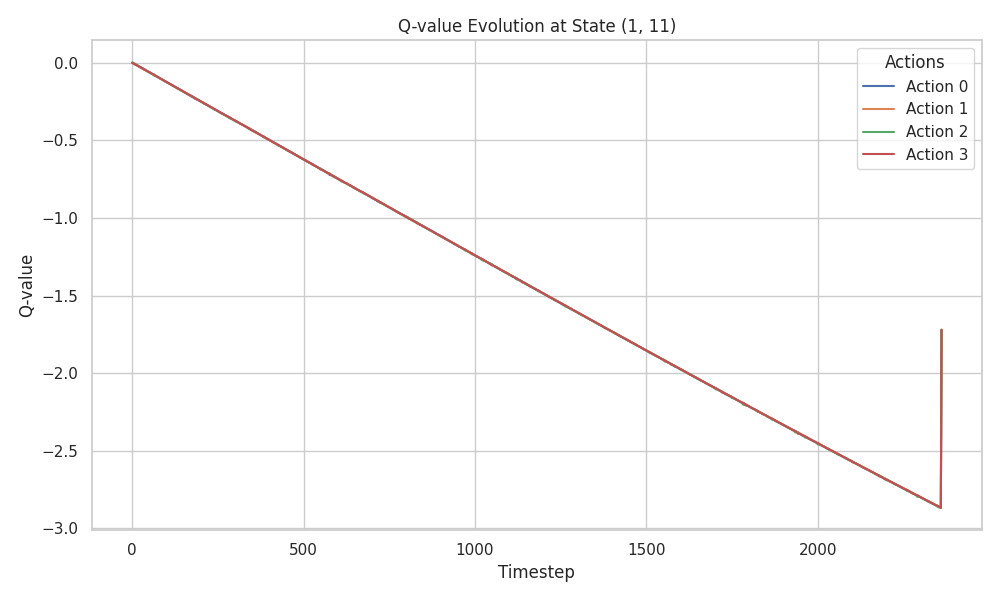 Q-value Evolution at State (1, 11)
Q-value
0.0
−0.5
−1.0
−1.5
−2.0
−2.5
−3.0
Actions
Action 0
Action 1
Action 2
Action 3
0 500 1000 1500 2000
Timestep